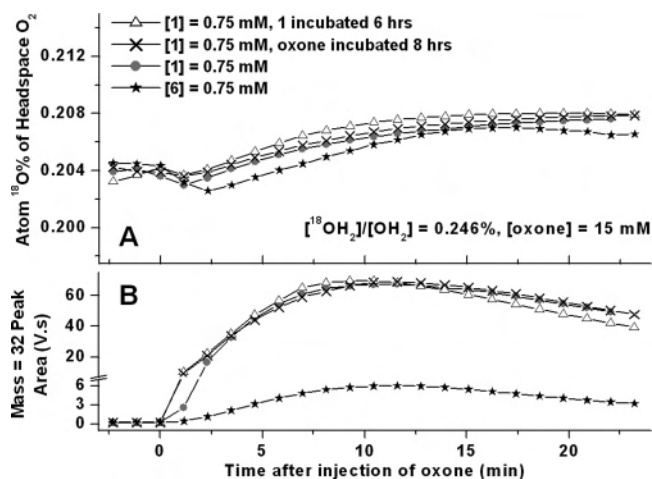 [1] = 0.75 mM, 1 incubated 6 hrs
[1] = 0.75 mM, oxone incubated 8 hrs
[1] = 0.75 mM
[6] = 0.75 mM
Atom ¹⁸O% of Headspace O₂
0.212
0.208
0.204
0.200
A
[¹⁸OH₂]/[OH₂] = 0.246%, [oxone] = 15 mM
B
Mass = 32 Peak
Area (V.s)
60
40
20
6
3
0
0 5 10 15 20
Time after injection of oxone (min)